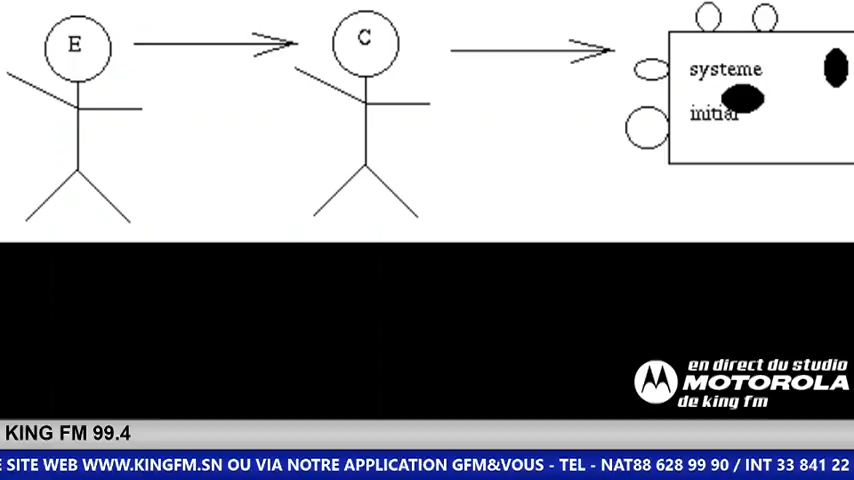 E
C
systeme
initial
en direct du studio
MOTOROLA
de king fm
KING FM 99.4
E SITE WEB WWW.KINGFM.SN OU VIA NOTRE APPLICATION GFM&VOUS - TEL - NAT88 628 99 90 / INT 33 841 22